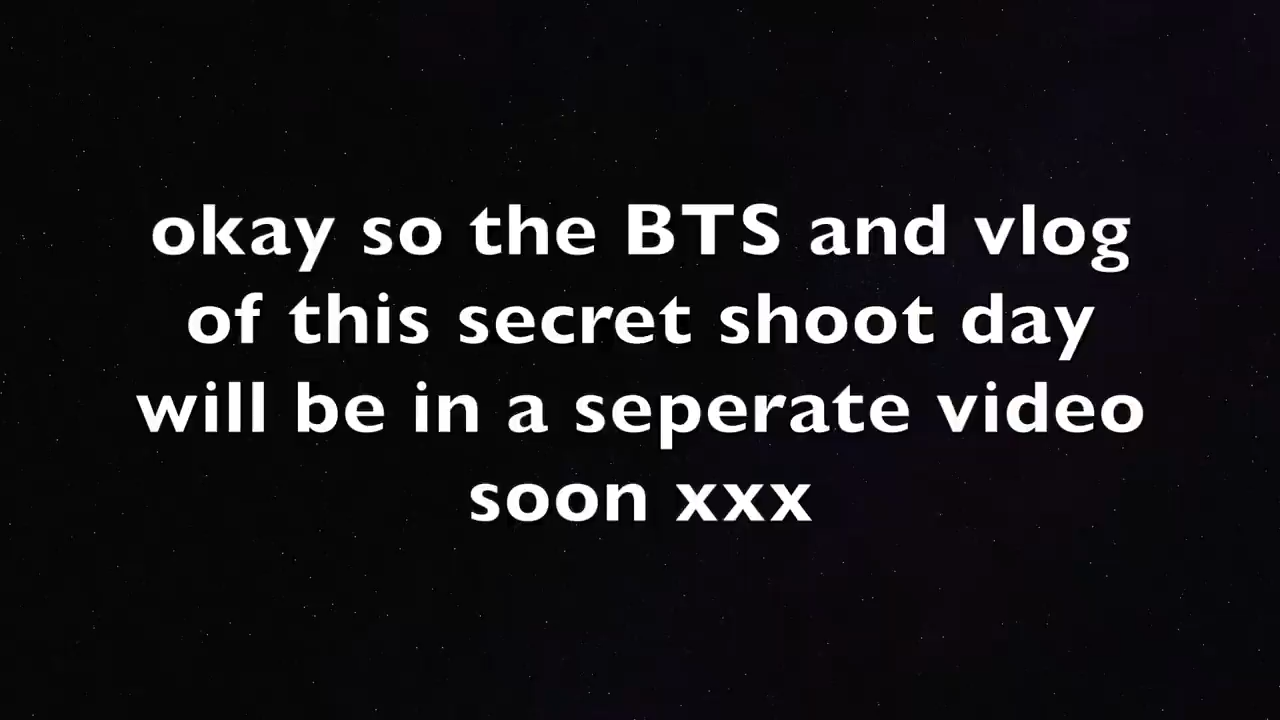 okay so the BTS and vlog
of this secret shoot day
will be in a seperate video
soon xxx